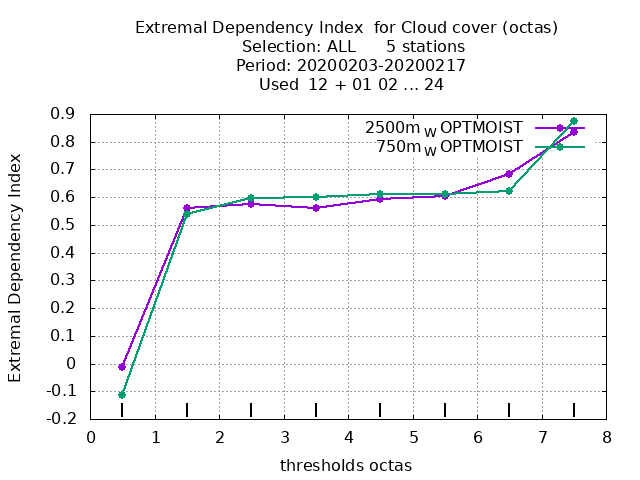 Extremal Dependency Index  for Cloud cover (octas)
Selection: ALL      5 stations
Period: 20200203-20200217
Used  12 + 01 02 ... 24
2500m W OPTMOIST
750m W OPTMOIST
Extremal Dependency Index
0.9
0.8
0.7
0.6
0.5
0.4
0.3
0.2
0.1
0
-0.1
-0.2
0 1 2 3 4 5 6 7 8
thresholds octas